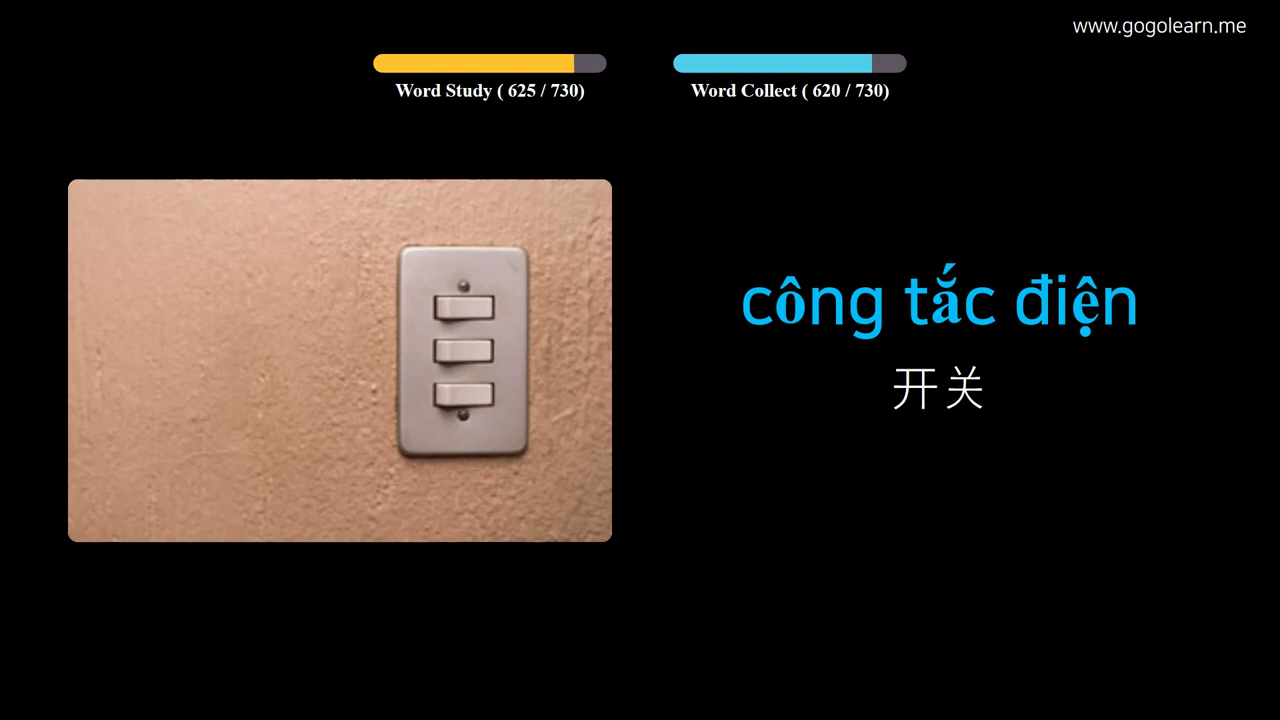 www.gogolearn.me
Word Study ( 625 / 730)
Word Collect ( 620 / 730)
công tắc điện
开关